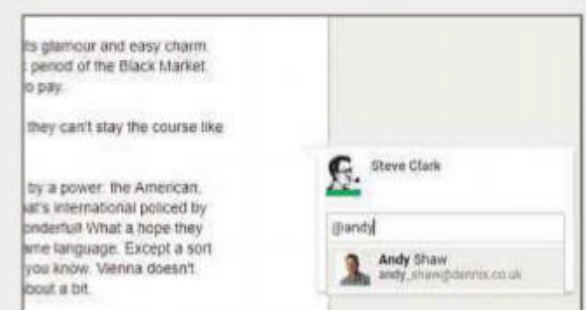 its glamour and easy charm.
period of the Black Market
to pay.
they can't stay the course like
by a power: the American,
at's international policed by
onderful! What a hope they
ame language. Except a sort
you know. Vienna doesn't
bout a bit.
Steve Clark
@andy
Andy Shaw
andy_shaw@dennis.co.uk